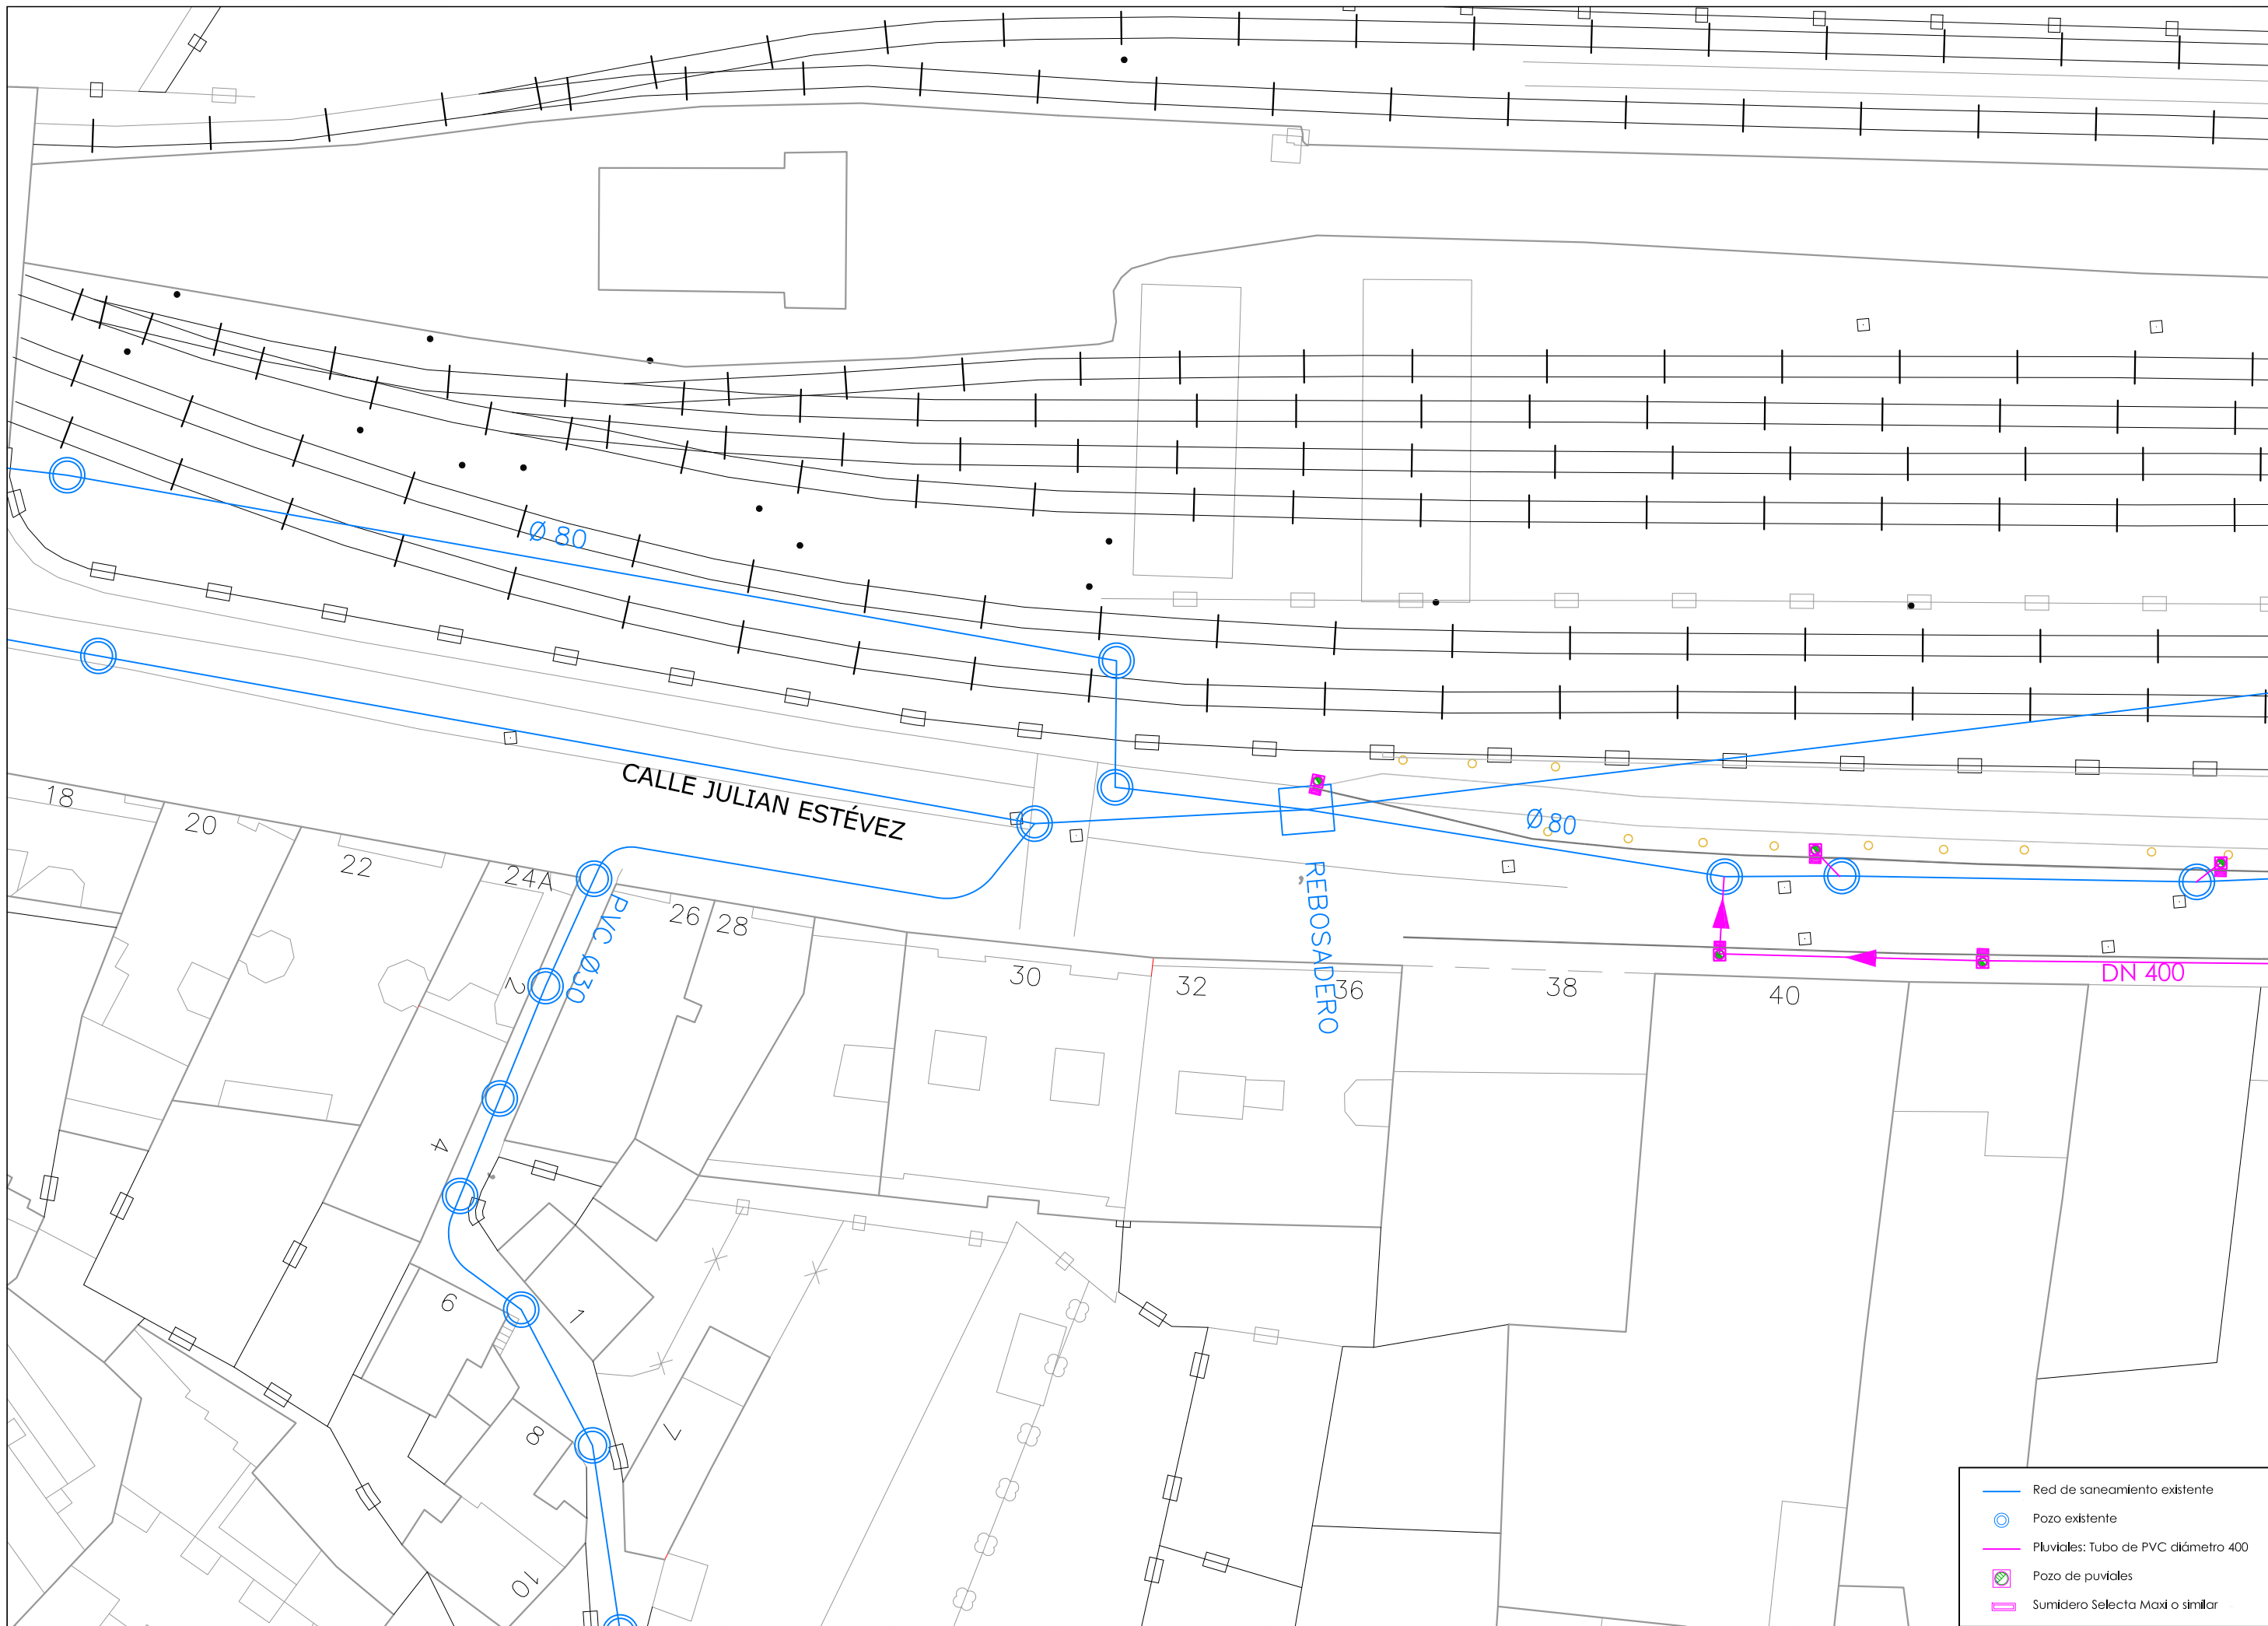 Ø 80
CALLE JULIAN ESTÉVEZ
Ø 80
18
20
22
24A
26
28
PVC Ø 30
REBOSADERO
30
32
36
38
40
DN 400
2
4
6
1
8
7
10
Red de saneamiento existente
Pozo existente
Pluviales: Tubo de PVC diámetro 400
Pozo de puviales
Sumidero Selecta Maxi o similar